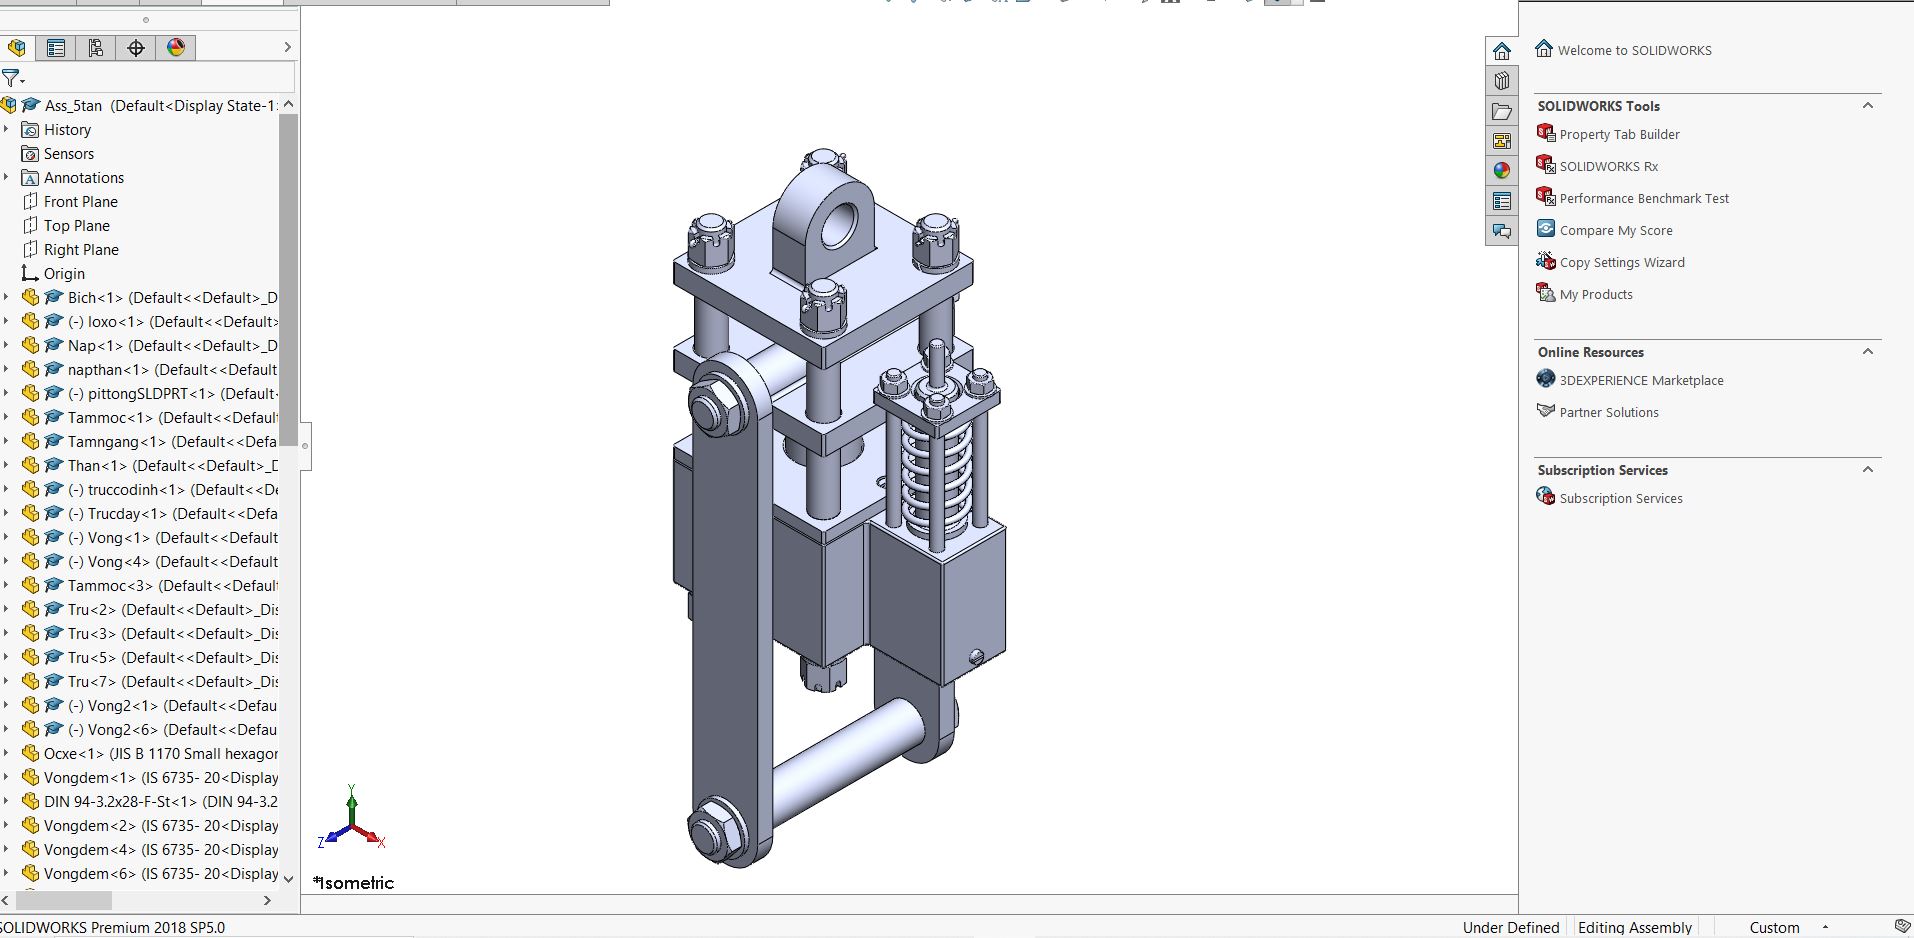 Ass_5tan (Default<Display State-1
History
Sensors
Annotations
Front Plane
Top Plane
Right Plane
Origin
Bich<1> (Default<<Default>_D
(-) loxo<1> (Default<<Default>
Nap<1> (Default<<Default>_D
napthan<1> (Default<<Default
(-) pittongSLDPRT<1> (Default<
Tammoc<1> (Default<<Default
Tamngang<1> (Default<<Defa
Than<1> (Default<<Default>_D
(-) truccodinh<1> (Default<<De
(-) Trucday<1> (Default<<Defa
(-) Vong<1> (Default<<Default
(-) Vong<4> (Default<<Default
Tammoc<3> (Default<<Default
Tru<2> (Default<<Default>_Dis
Tru<3> (Default<<Default>_Dis
Tru<5> (Default<<Default>_Dis
Tru<7> (Default<<Default>_Dis
(-) Vong2<1> (Default<<Defau
(-) Vong2<6> (Default<<Defau
Ocxe<1> (JIS B 1170 Small hexagon
Vongdem<1> (IS 6735- 20<Display
DIN 94-3.2x28-F-St<1> (DIN 94-3.2
Vongdem<2> (IS 6735- 20<Display
Vongdem<4> (IS 6735- 20<Display
Vongdem<6> (IS 6735- 20<Display
Y
Z
X
*Isometric
Welcome to SOLIDWORKS
SOLIDWORKS Tools
Property Tab Builder
SOLIDWORKS Rx
Performance Benchmark Test
Compare My Score
Copy Settings Wizard
My Products
Online Resources
3DEXPERIENCE Marketplace
Partner Solutions
Subscription Services
Subscription Services
SOLIDWORKS Premium 2018 SP5.0
Under Defined
Editing Assembly
Custom